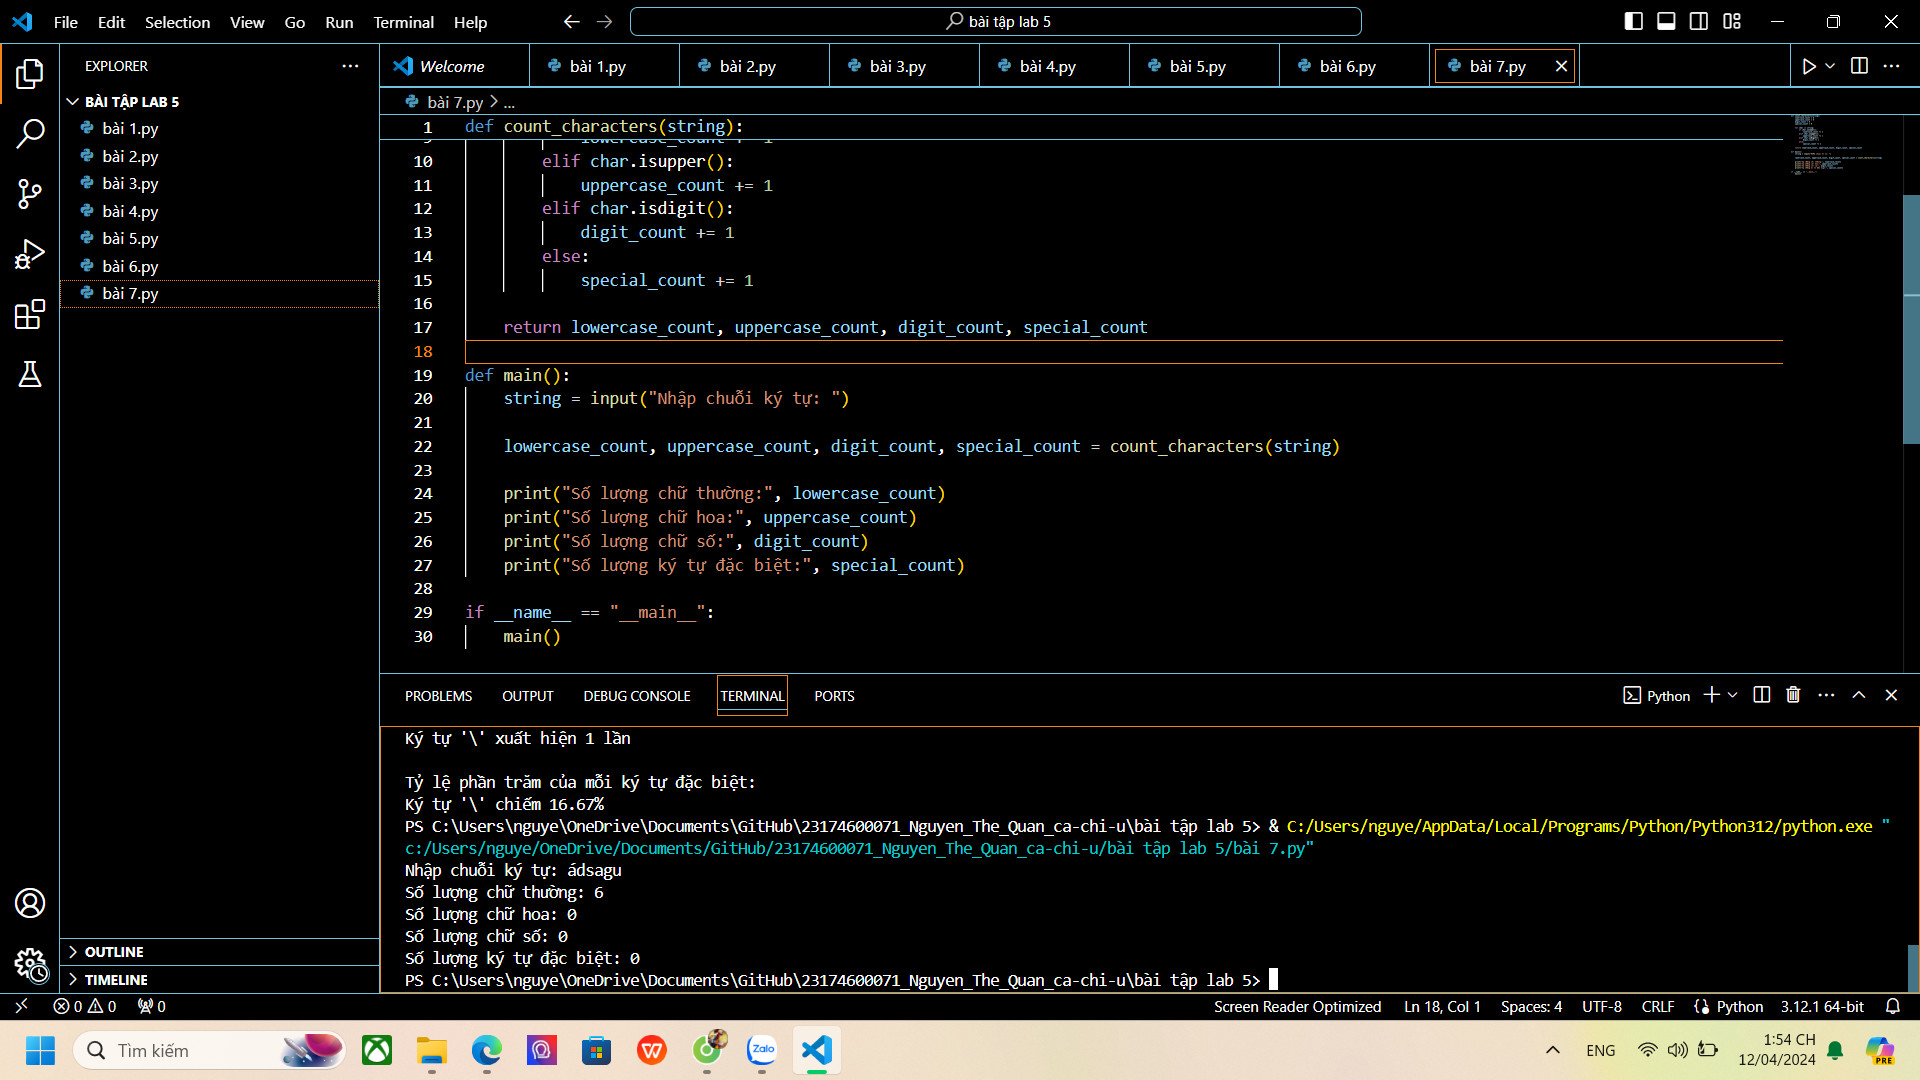 File Edit Selection View Go Run Terminal Help
bài tập lab 5
EXPLORER
BÀI TẬP LAB 5
bài 1.py
bài 2.py
bài 3.py
bài 4.py
bài 5.py
bài 6.py
bài 7.py
OUTLINE
TIMELINE
Welcome bài 1.py bài 2.py bài 3.py bài 4.py bài 5.py bài 6.py bài 7.py
bài 7.py > ...
1 def count_characters(string):
lowercase_count += 1
10 elif char.isupper():
11 uppercase_count += 1
12 elif char.isdigit():
13 digit_count += 1
14 else:
15 special_count += 1
16
17 return lowercase_count, uppercase_count, digit_count, special_count
18
19 def main():
20 string = input("Nhập chuỗi ký tự: ")
21
22 lowercase_count, uppercase_count, digit_count, special_count = count_characters(string)
23
24 print("Số lượng chữ thường:", lowercase_count)
25 print("Số lượng chữ hoa:", uppercase_count)
26 print("Số lượng chữ số:", digit_count)
27 print("Số lượng ký tự đặc biệt:", special_count)
28
29 if __name__ == "__main__":
30 main()
PROBLEMS OUTPUT DEBUG CONSOLE TERMINAL PORTS
Python
Ký tự '\' xuất hiện 1 lần
Tỷ lệ phần trăm của mỗi ký tự đặc biệt:
Ký tự '\' chiếm 16.67%
PS C:\Users\nguye\OneDrive\Documents\GitHub\23174600071_Nguyen_The_Quan_ca-chi-u\bài tập lab 5> & C:/Users/nguye/AppData/Local/Programs/Python/Python312/python.exe "
c:/Users/nguye/OneDrive/Documents/GitHub/23174600071_Nguyen_The_Quan_ca-chi-u/bài tập lab 5/bài 7.py"
Nhập chuỗi ký tự: ádsagu
Số lượng chữ thường: 6
Số lượng chữ hoa: 0
Số lượng chữ số: 0
Số lượng ký tự đặc biệt: 0
PS C:\Users\nguye\OneDrive\Documents\GitHub\23174600071_Nguyen_The_Quan_ca-chi-u\bài tập lab 5>
0 0 0 Screen Reader Optimized Ln 18, Col 1 Spaces: 4 UTF-8 CRLF Python 3.12.1 64-bit
Tìm kiếm
Zalo
ENG
1:54 CH
12/04/2024
PRE